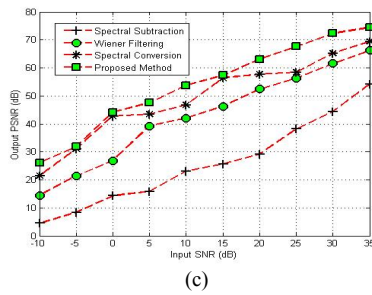 80
70
60
50
40
30
20
10
0
Output PSNR (dB)
Spectral Subtraction
Wiener Filtering
Spectral Conversion
Proposed Method
-10 -5 0 5 10 15 20 25 30 35
Input SNR (dB)
(c)